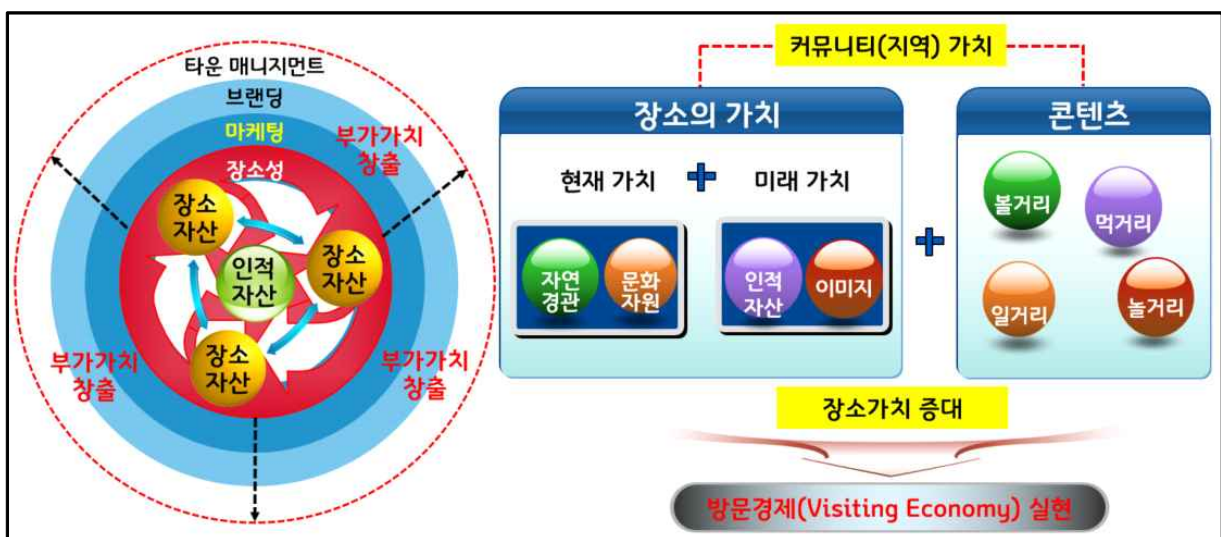 타운 매니지먼트
브랜딩
마케팅
장소성
부가가치
창출
장소
자산
장소
자산
인적
자산
장소
자산
부가가치
창출
부가가치
창출
커뮤니티(지역) 가치
장소의 가치
현재 가치
미래 가치
자연
경관
문화
자원
인적
자산
이미지
콘텐츠
볼거리
먹거리
일거리
놀거리
장소가치 증대
방문경제(Visiting Economy) 실현